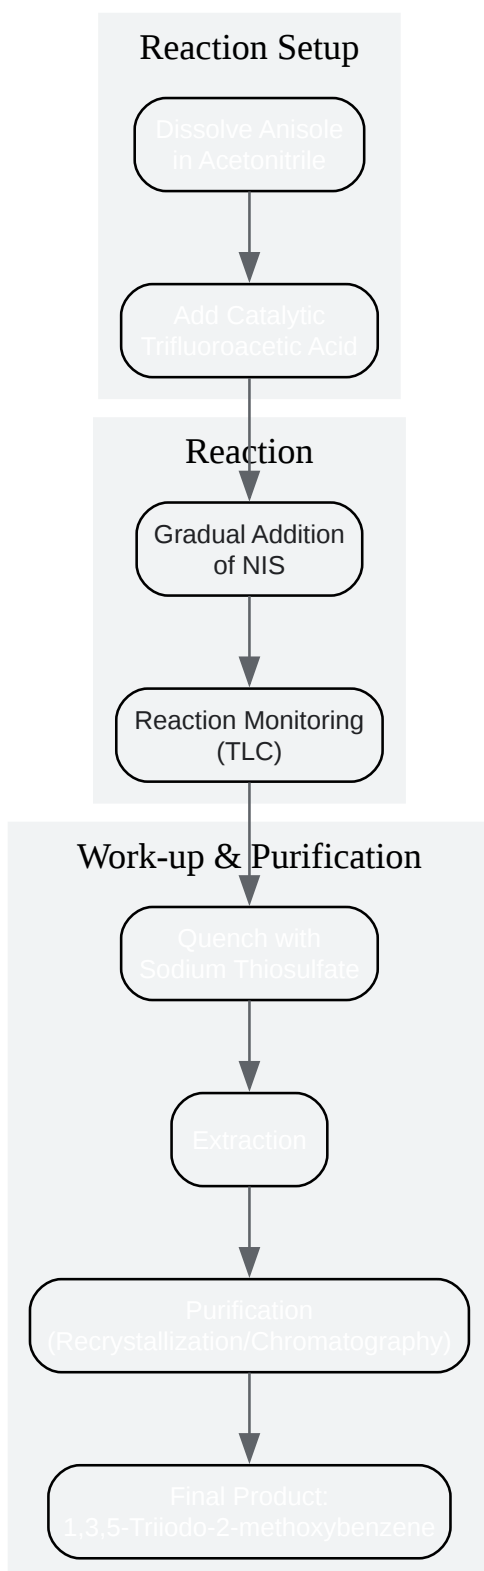 Reaction Setup
Dissolve Anisole
in Acetonitrile
Add Catalytic
Trifluoroacetic Acid
Reaction
Gradual Addition
of NIS
Reaction Monitoring
(TLC)
Work-up & Purification
Quench with
Sodium Thiosulfate
Extraction
Purification
(Recrystallization/Chromatography)
Final Product:
1,3,5-Triiodo-2-methoxybenzene